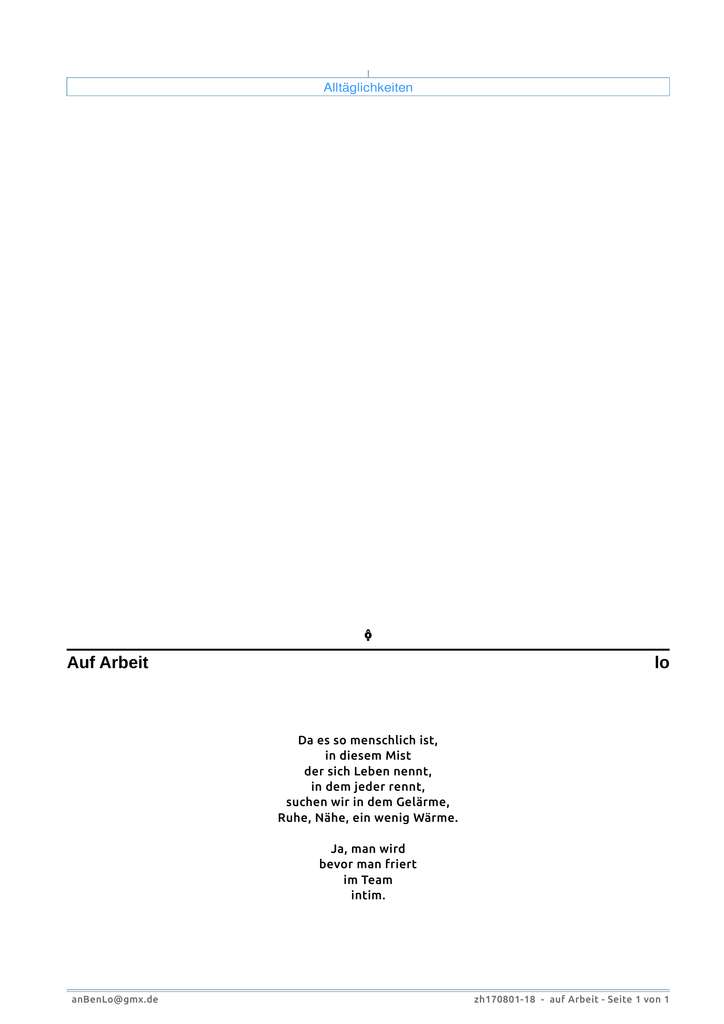 Alltäglichkeiten
Auf Arbeit lo
Da es so menschlich ist,
in diesem Mist
der sich Leben nennt,
in dem jeder rennt,
suchen wir in dem Gelärme,
Ruhe, Nähe, ein wenig Wärme.
Ja, man wird
bevor man friert
im Team
intim.
anBenLo@gmx.de zh170801-18 - auf Arbeit - Seite 1 von 1